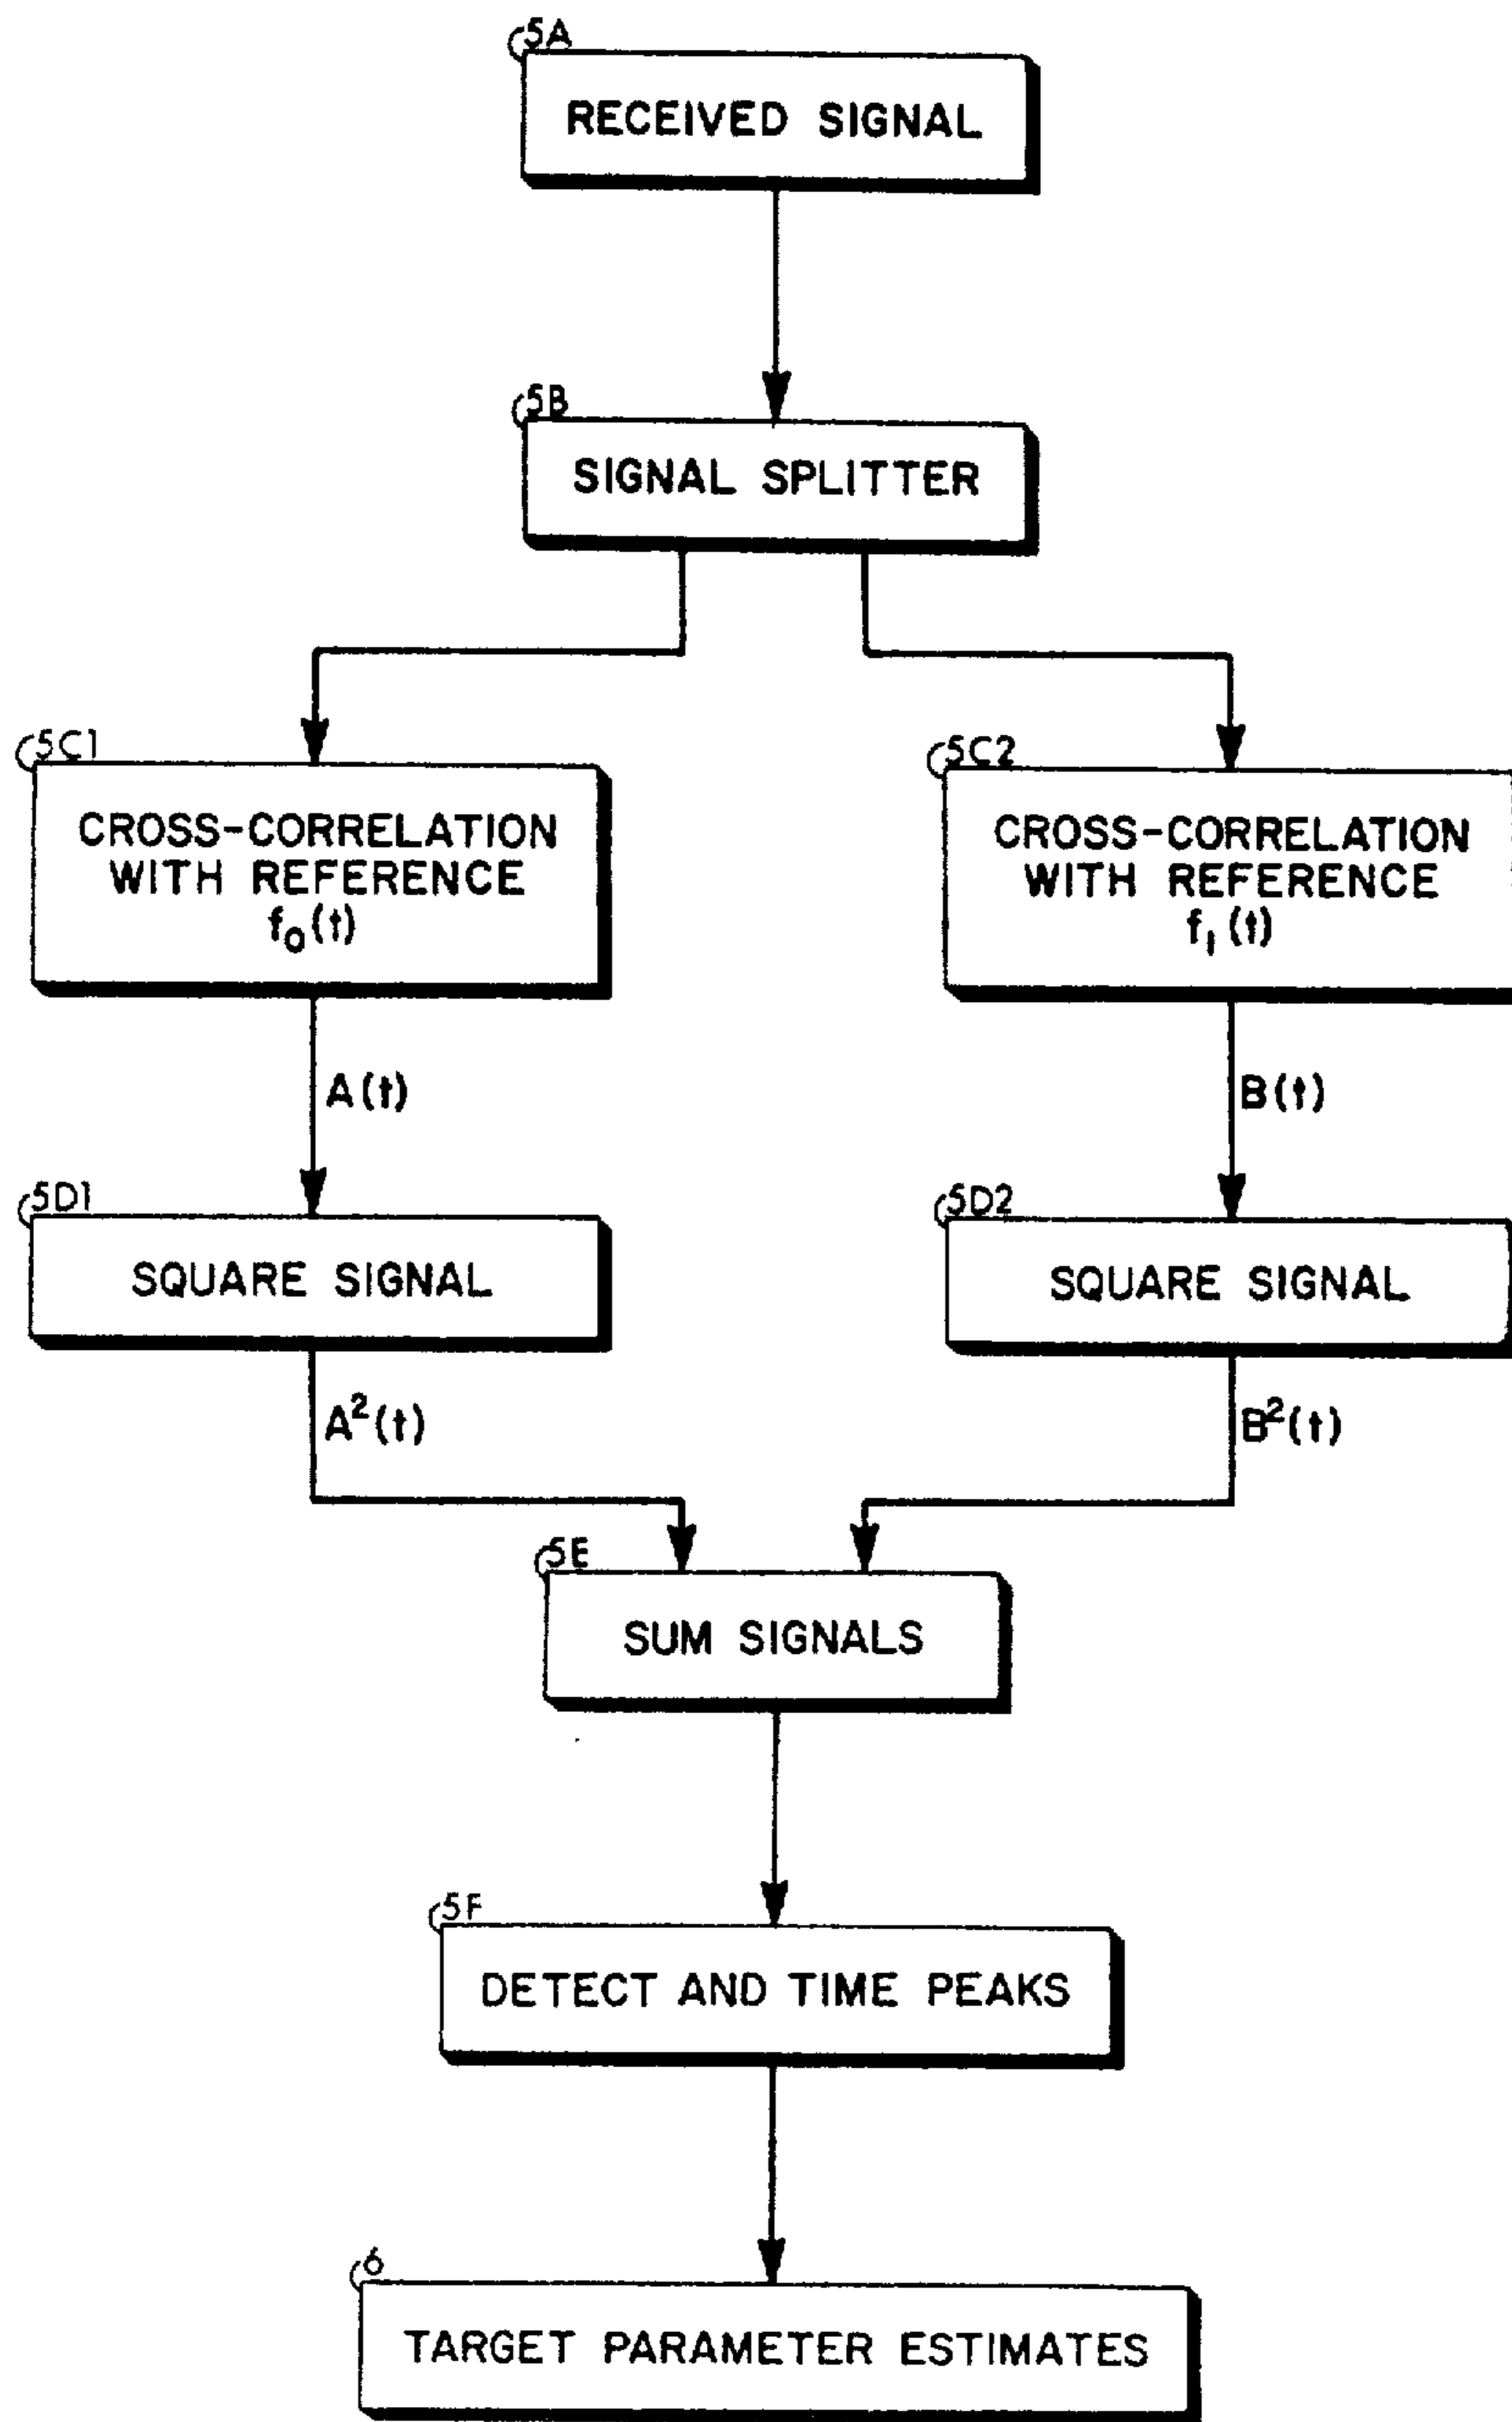 5A
RECEIVED SIGNAL
5B
SIGNAL SPLITTER
5C1
CROSS-CORRELATION
WITH REFERENCE
f₀(t)
5C2
CROSS-CORRELATION
WITH REFERENCE
f₁(t)
A(t)
B(t)
5D1
SQUARE SIGNAL
5D2
SQUARE SIGNAL
A²(t)
B²(t)
5E
SUM SIGNALS
5F
DETECT AND TIME PEAKS
6
TARGET PARAMETER ESTIMATES